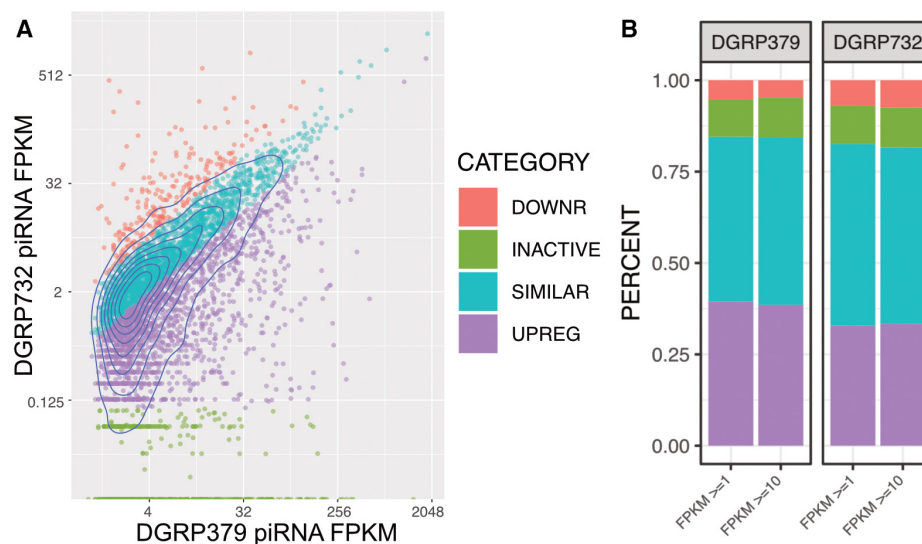 A
512
32
2
0.125
DGRP732 piRNA FPKM
4
32
256
2048
DGRP379 piRNA FPKM
CATEGORY
DOWNR
INACTIVE
SIMILAR
UPREG
B
DGRP379
DGRP732
1.00
0.75
0.50
0.25
0.00
PERCENT
FPKM >=1
FPKM >=10
FPKM >=1
FPKM >=10